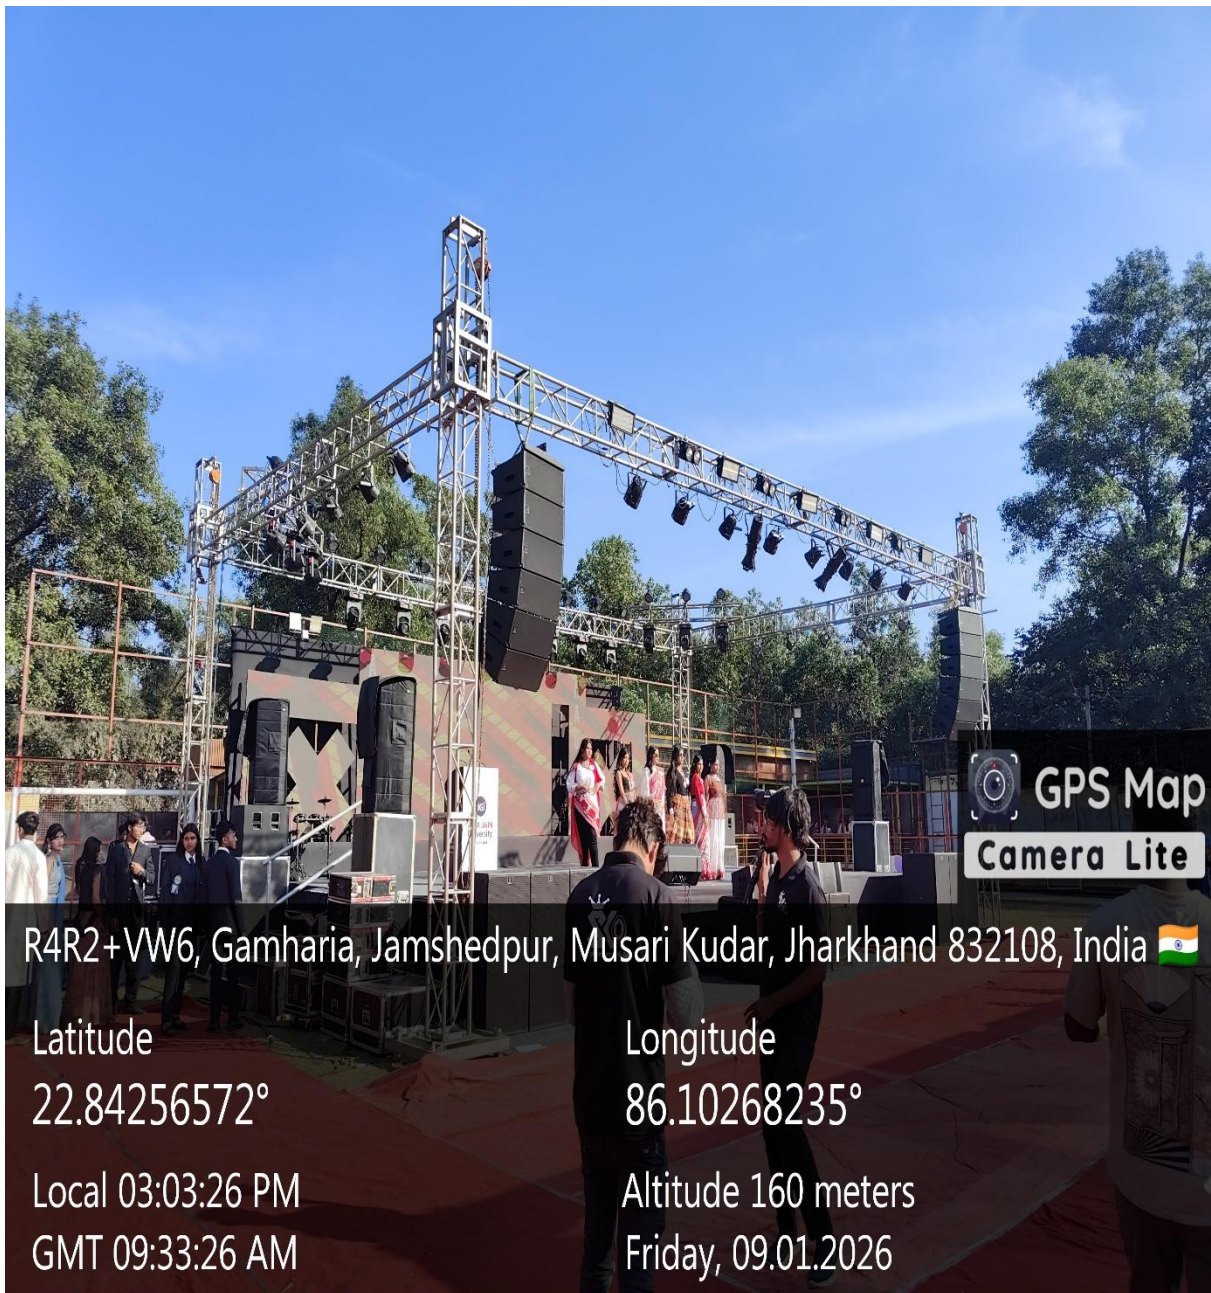 GPS Map
Camera Lite
R4R2+VW6, Gamharia, Jamshedpur, Musari Kudar, Jharkhand 832108, India
Latitude
22.84256572°
Longitude
86.10268235°
Local 03:03:26 PM
GMT 09:33:26 AM
Altitude 160 meters
Friday, 09.01.2026